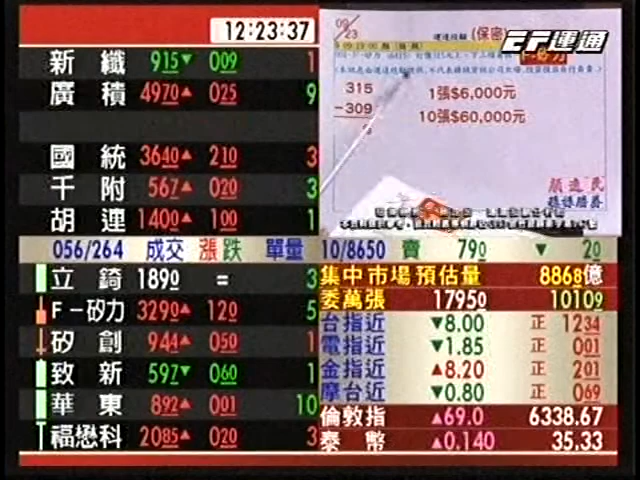 12:23:37
新纖 915▼ 009 1
廣積 4970▲ 025 9
國統 3640▲ 210 3
千附 567▲ 020 3
胡連 1400▲ 100 1
056/264 成交 漲跌 單量 10/8650 賣 790 ▼ 20
立錡 1890 = 3
F-矽力 3290▲ 120 5
矽創 944▲ 050 1
致新 597▼ 060 1
華東 892▲ 001 10
福懋科 2085▲ 020 3
09/23
(保密)
EF運通
315
-309
1張$6,000元
10張$60,000元
集中市場預估量 8868億
委萬張 17950 10109
台指近 ▼8.00 正 1234
電指近 ▼1.85 正 001
金指近 ▲8.20 正 201
摩台近 ▼0.80 正 069
倫敦指 ▲69.0 6338.67
泰幣 ▲0.140 35.33